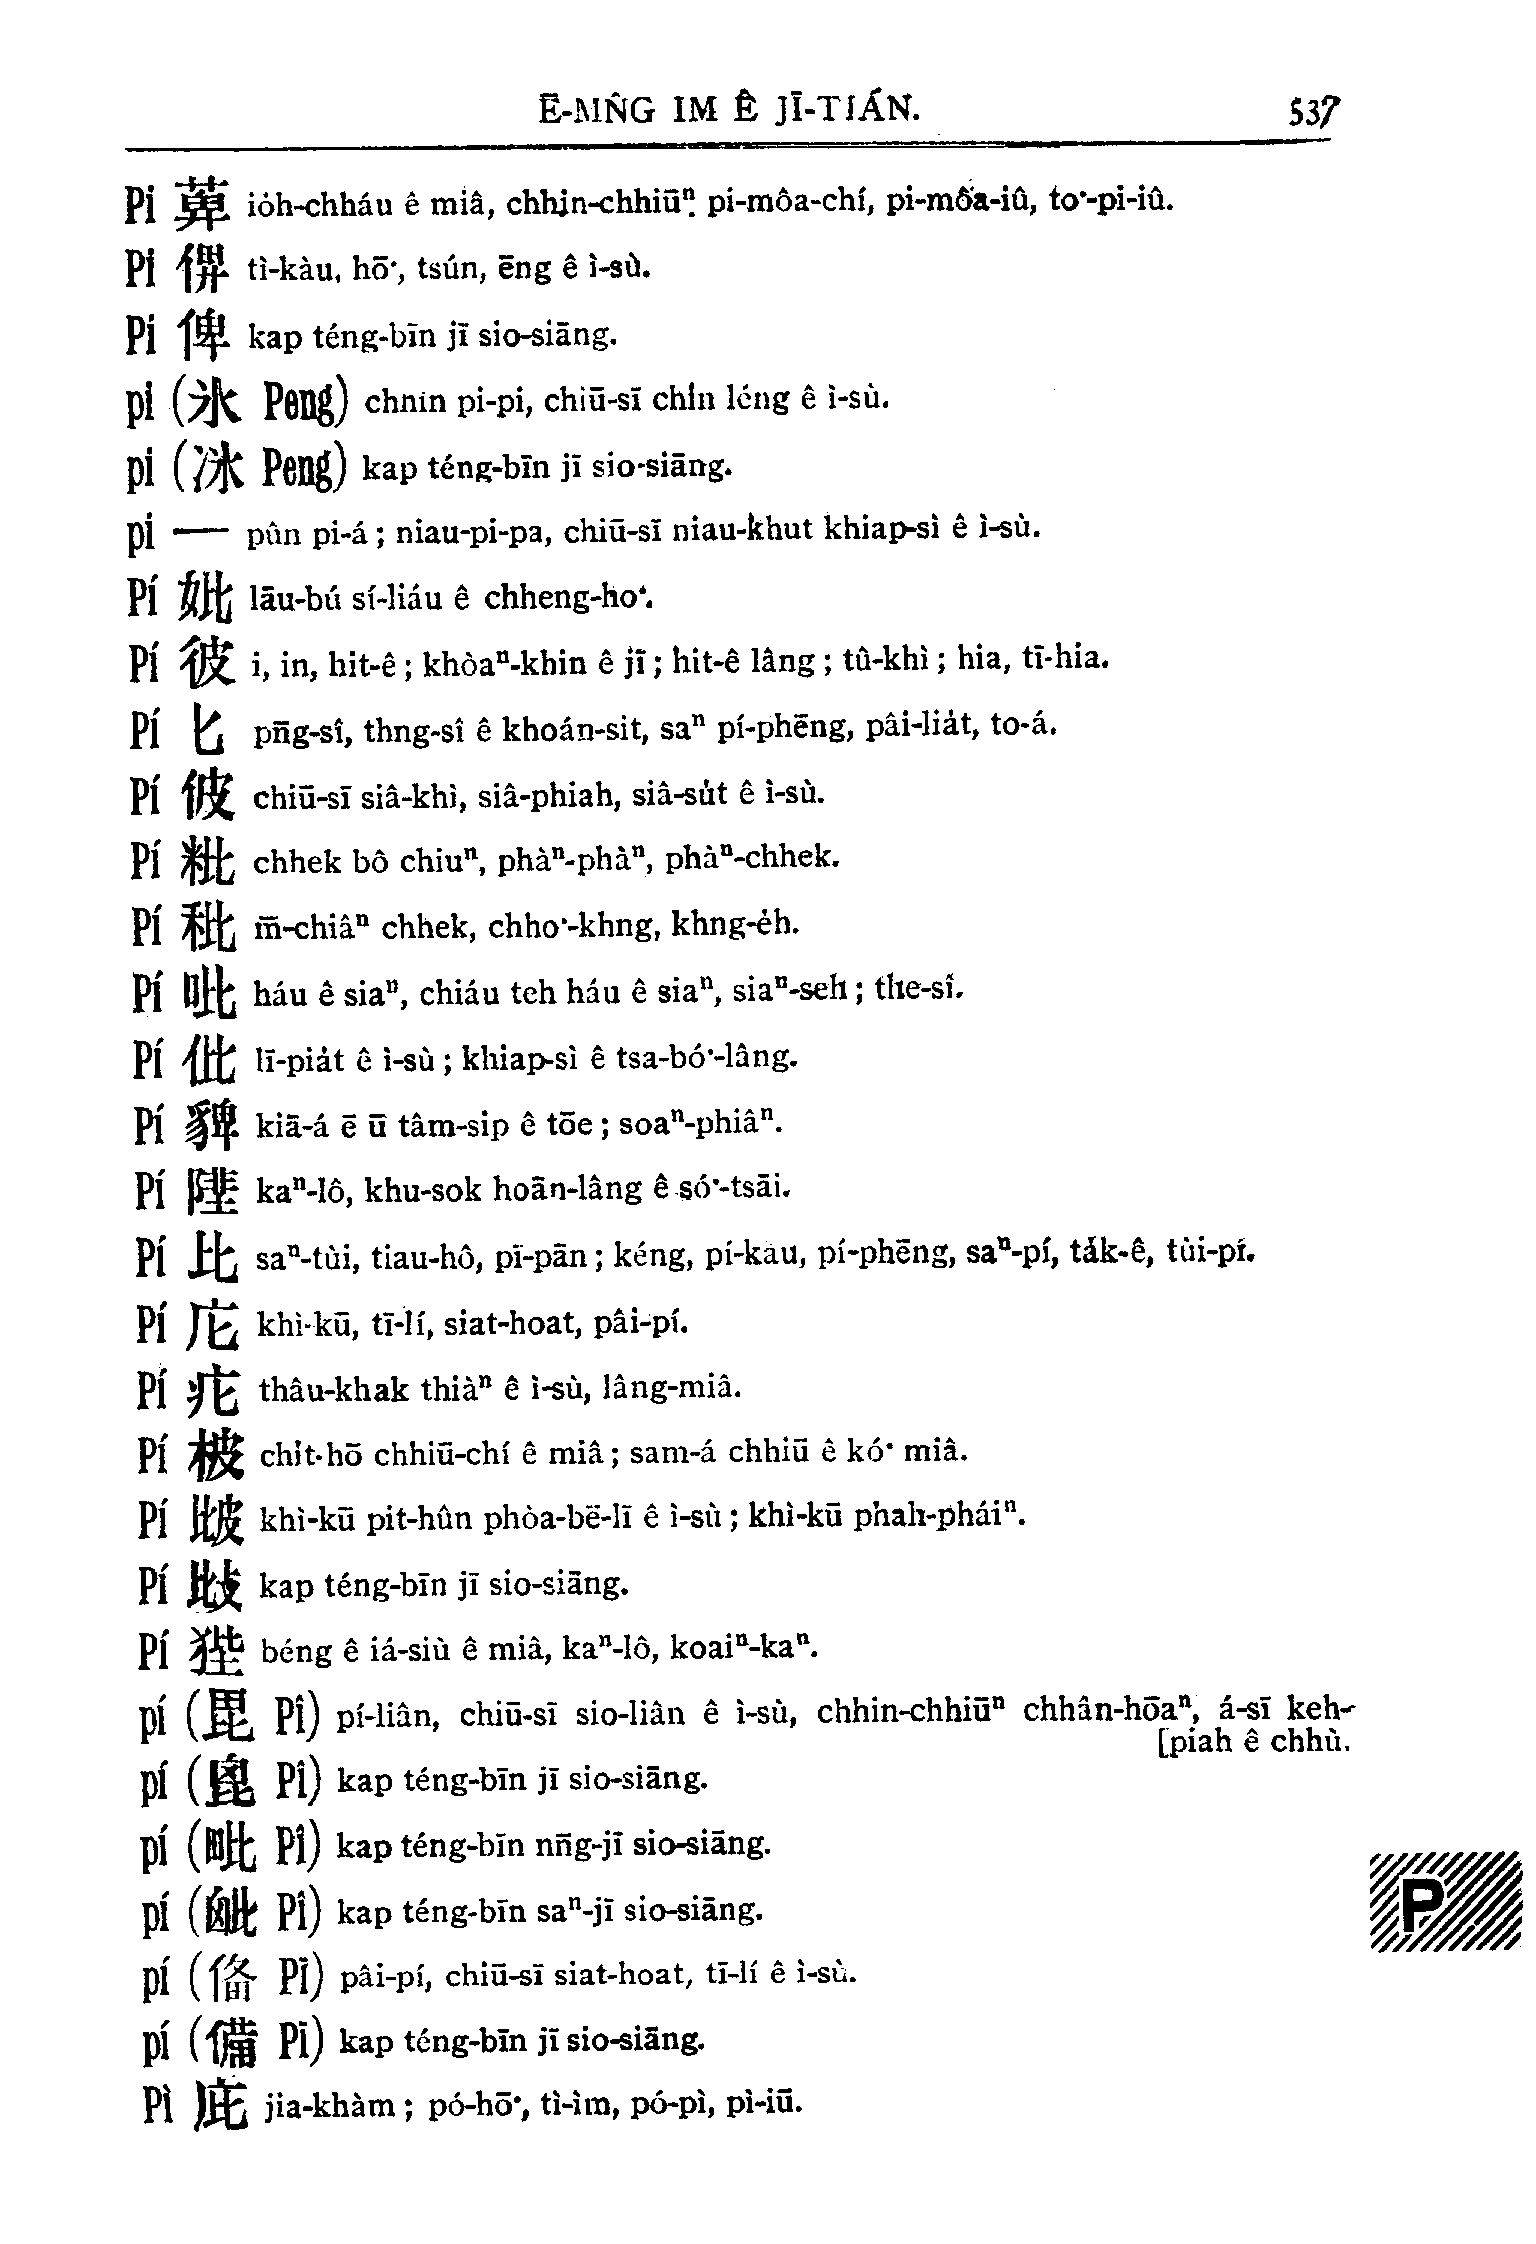 Ē-MN̂G IM Ê JĪ-TIÁN. 537
Pi 萆 io̍h-chháu ê miâ, chhin-chhiūⁿ pi-môa-chí, pi-môa-iû, to͘-pi-iû.
Pi tì-kàu, hō͘, tsún, ēng ê ì-sù.
Pi 俾 kap téng-bīn jī sio-siāng.
pi (氷 Peng) chhin pi-pi, chiū-sī chin léng ê ì-sù.
pi (冰 Peng) kap téng-bīn jī sio-siāng.
pi — pûn pi-á; niau-pi-pa, chiū-sī niau-khut khiap-sì ê ì-sù.
Pí 妣 lāu-bú sí-liáu ê chheng-ho͘.
Pí 彼 i, in, hit-ê; khòaⁿ-khin ê jī; hit-ê lâng; tû-khì; hia, tī-hia.
Pí 匕 pn̄g-sî, thng-sî ê khoán-sit, saⁿ pí-phēng, pâi-lia̍t, to-á.
Pí 佊 chiū-sī siâ-khì, siâ-phiah, siâ-su̍t ê ì-sù.
Pí 粃 chhek bô chiuⁿ, phàⁿ-phàⁿ, phàⁿ-chhek.
Pí 秕 m̄-chiâⁿ chhek, chho͘-khng, khng-e̍h.
Pí 吡 háu ê siaⁿ, chiáu teh háu ê siaⁿ, siaⁿ-seh; the-sî.
Pí 仳 lī-pia̍t ê ì-sù; khiap-sì ê tsa-bó͘-lâng.
Pí 貏 kiā-á ē ū tâm-sip ê tōe; soaⁿ-phiâⁿ.
Pí 陛 kaⁿ-lô, khu-sok hoān-lâng ê só͘-tsāi.
Pí 比 saⁿ-tùi, tiau-hô, pī-pān; kéng, pí-kàu, pí-phēng, saⁿ-pí, ta̍k-ê, tùi-pí.
Pí 庀 khì-kū, tī-lí, siat-hoat, pâi-pí.
Pí 疕 thâu-khak thiàⁿ ê ì-sù, lâng-miâ.
Pí 柀 chi̍t-hō chhiū-chí ê miâ; sam-á chhiū ê kó͘ miâ.
Pí khì-kū pit-hûn phòa-bē-lī ê ì-sù; khì-kū phah-pháiⁿ.
Pí kap téng-bīn jī sio-siāng.
Pí 狴 béng ê iá-siù ê miâ, kaⁿ-lô, koaiⁿ-kaⁿ.
pí (毘 Pî) pí-liân, chiū-sī sio-liân ê ì-sù, chhin-chhiūⁿ chhân-hōaⁿ, á-sī keh-
[piah ê chhù.
pí ( Pî) kap téng-bīn jī sio-siāng.
pí (毗 Pî) kap téng-bīn nn̄g-jī sio-siāng.
pí ( Pî) kap téng-bīn saⁿ-jī sio-siāng.
pí (俻 Pī) pâi-pí, chiū-sī siat-hoat, tī-lí ê ì-sù.
pí (備 Pī) kap téng-bīn jī sio-siāng.
Pì 庇 jia-khàm; pó-hō͘, tì-ìm, pó-pì, pì-iū.
P